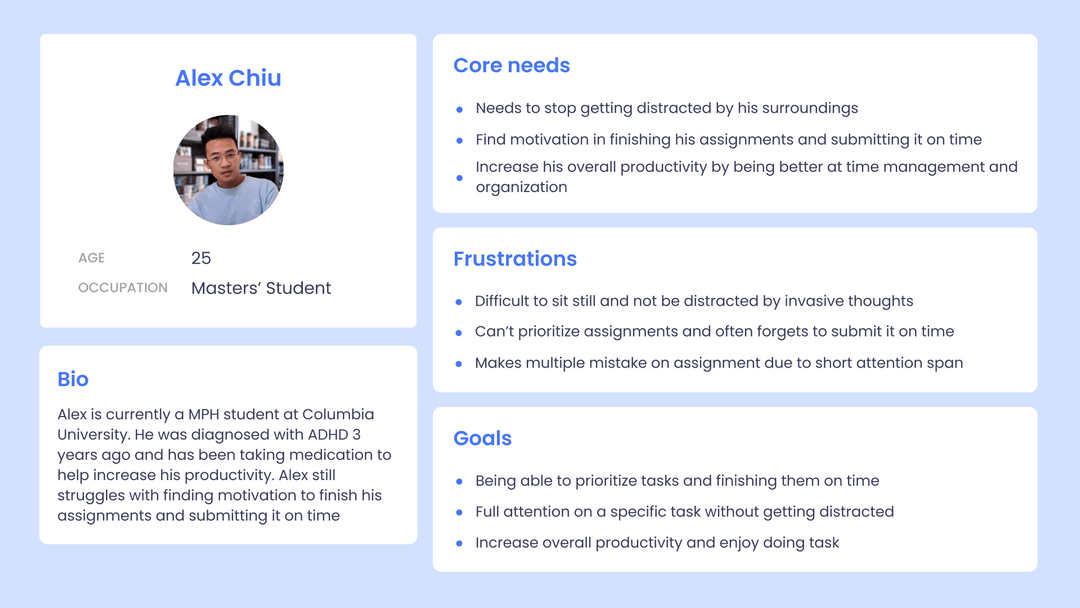 Alex Chiu
AGE 25
OCCUPATION Masters’ Student
Bio
Alex is currently a MPH student at Columbia
University. He was diagnosed with ADHD 3
years ago and has been taking medication to
help increase his productivity. Alex still
struggles with finding motivation to finish his
assignments and submitting it on time
Core needs
Needs to stop getting distracted by his surroundings
Find motivation in finishing his assignments and submitting it on time
Increase his overall productivity by being better at time management and
organization
Frustrations
Difficult to sit still and not be distracted by invasive thoughts
Can’t prioritize assignments and often forgets to submit it on time
Makes multiple mistake on assignment due to short attention span
Goals
Being able to prioritize tasks and finishing them on time
Full attention on a specific task without getting distracted
Increase overall productivity and enjoy doing task